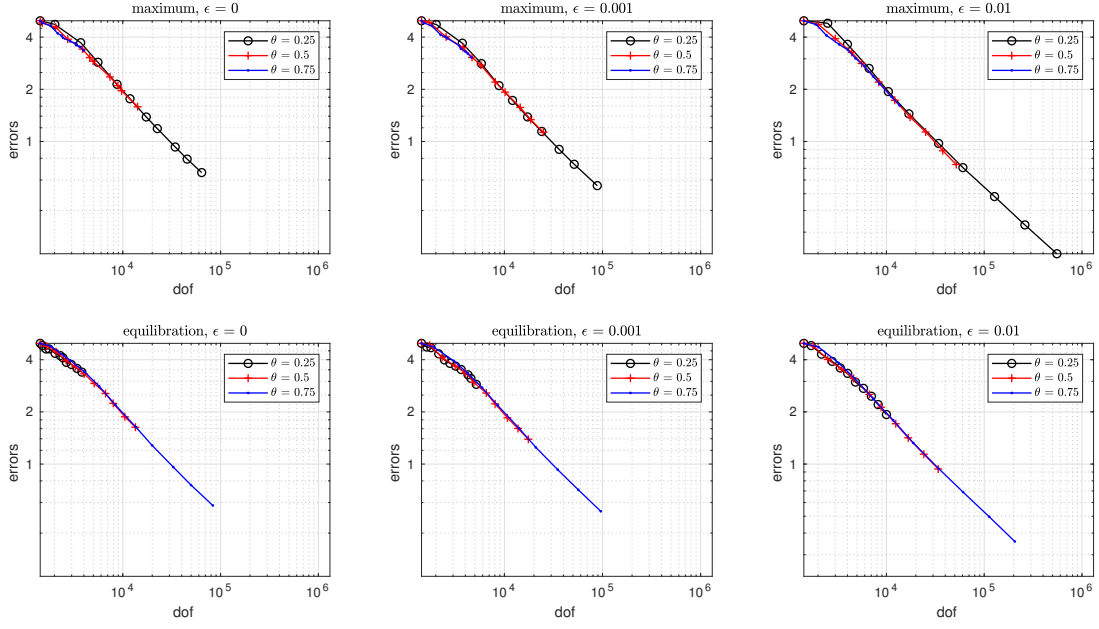 maximum, ϵ = 0
errors
4
2
1
10^4
10^5
10^6
dof
θ = 0.25
θ = 0.5
θ = 0.75
maximum, ϵ = 0.001
errors
4
2
1
10^4
10^5
10^6
dof
θ = 0.25
θ = 0.5
θ = 0.75
maximum, ϵ = 0.01
errors
4
2
1
10^4
10^5
10^6
dof
θ = 0.25
θ = 0.5
θ = 0.75
equilibration, ϵ = 0
errors
4
2
1
10^4
10^5
10^6
dof
θ = 0.25
θ = 0.5
θ = 0.75
equilibration, ϵ = 0.001
errors
4
2
1
10^4
10^5
10^6
dof
θ = 0.25
θ = 0.5
θ = 0.75
equilibration, ϵ = 0.01
errors
4
2
1
10^4
10^5
10^6
dof
θ = 0.25
θ = 0.5
θ = 0.75